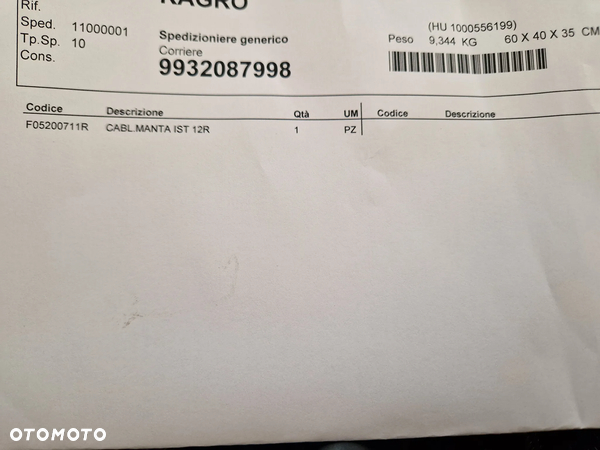 RAGRO
Rif.
Sped. 11000001
Tp.Sp. 10
Cons.
Spedizioniere generico
Corriere
9932087998
(HU 1000556199)
Peso 9,344 KG 60 X 40 X 35 CM
Codice Descrizione Qtà UM Codice Descrizione
F05200711R CABL.MANTA IST 12R 1 PZ
OTOMOTO